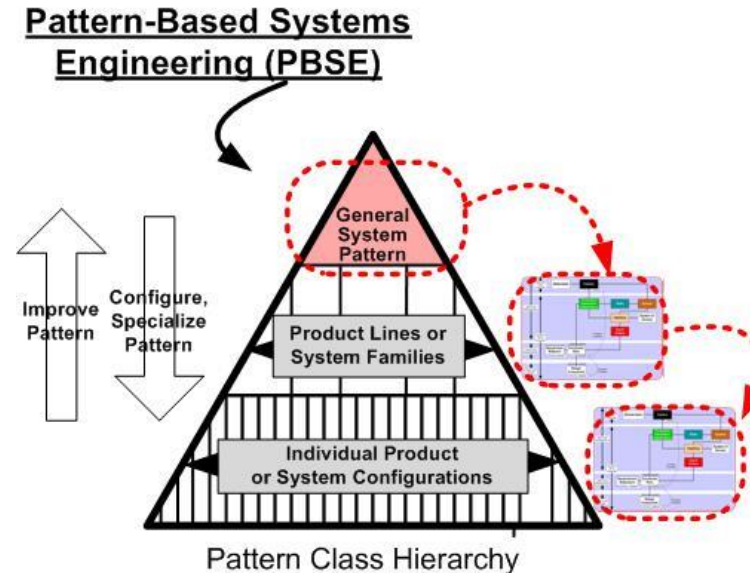 Pattern-Based Systems
Engineering (PBSE)
General
System
Pattern
Improve
Pattern
Configure,
Specialize
Pattern
Product Lines or
System Families
Individual Product
or System Configurations
Pattern Class Hierarchy